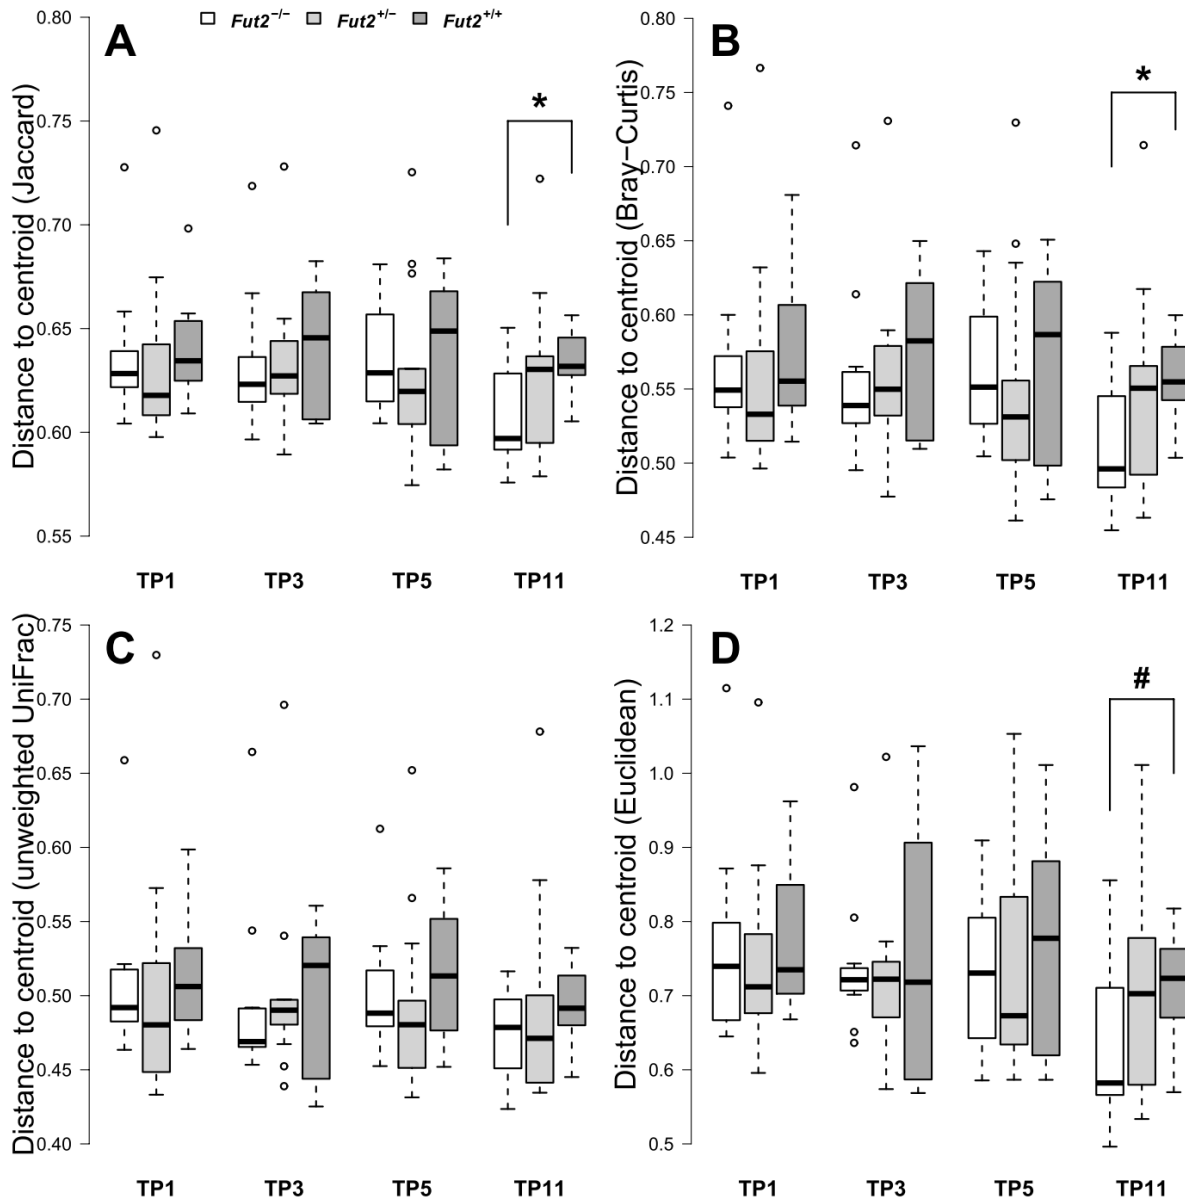 Fut2−/− Fut2+/− Fut2+/+
A
Distance to centroid (Jaccard)
0.80
0.75
0.70
0.65
0.60
0.55
*
TP1 TP3 TP5 TP11
B
Distance to centroid (Bray−Curtis)
0.80
0.75
0.70
0.65
0.60
0.55
0.50
0.45
*
TP1 TP3 TP5 TP11
C
Distance to centroid (unweighted UniFrac)
0.75
0.70
0.65
0.60
0.55
0.50
0.45
0.40
TP1 TP3 TP5 TP11
D
Distance to centroid (Euclidean)
1.2
1.1
1.0
0.9
0.8
0.7
0.6
0.5
#
TP1 TP3 TP5 TP11